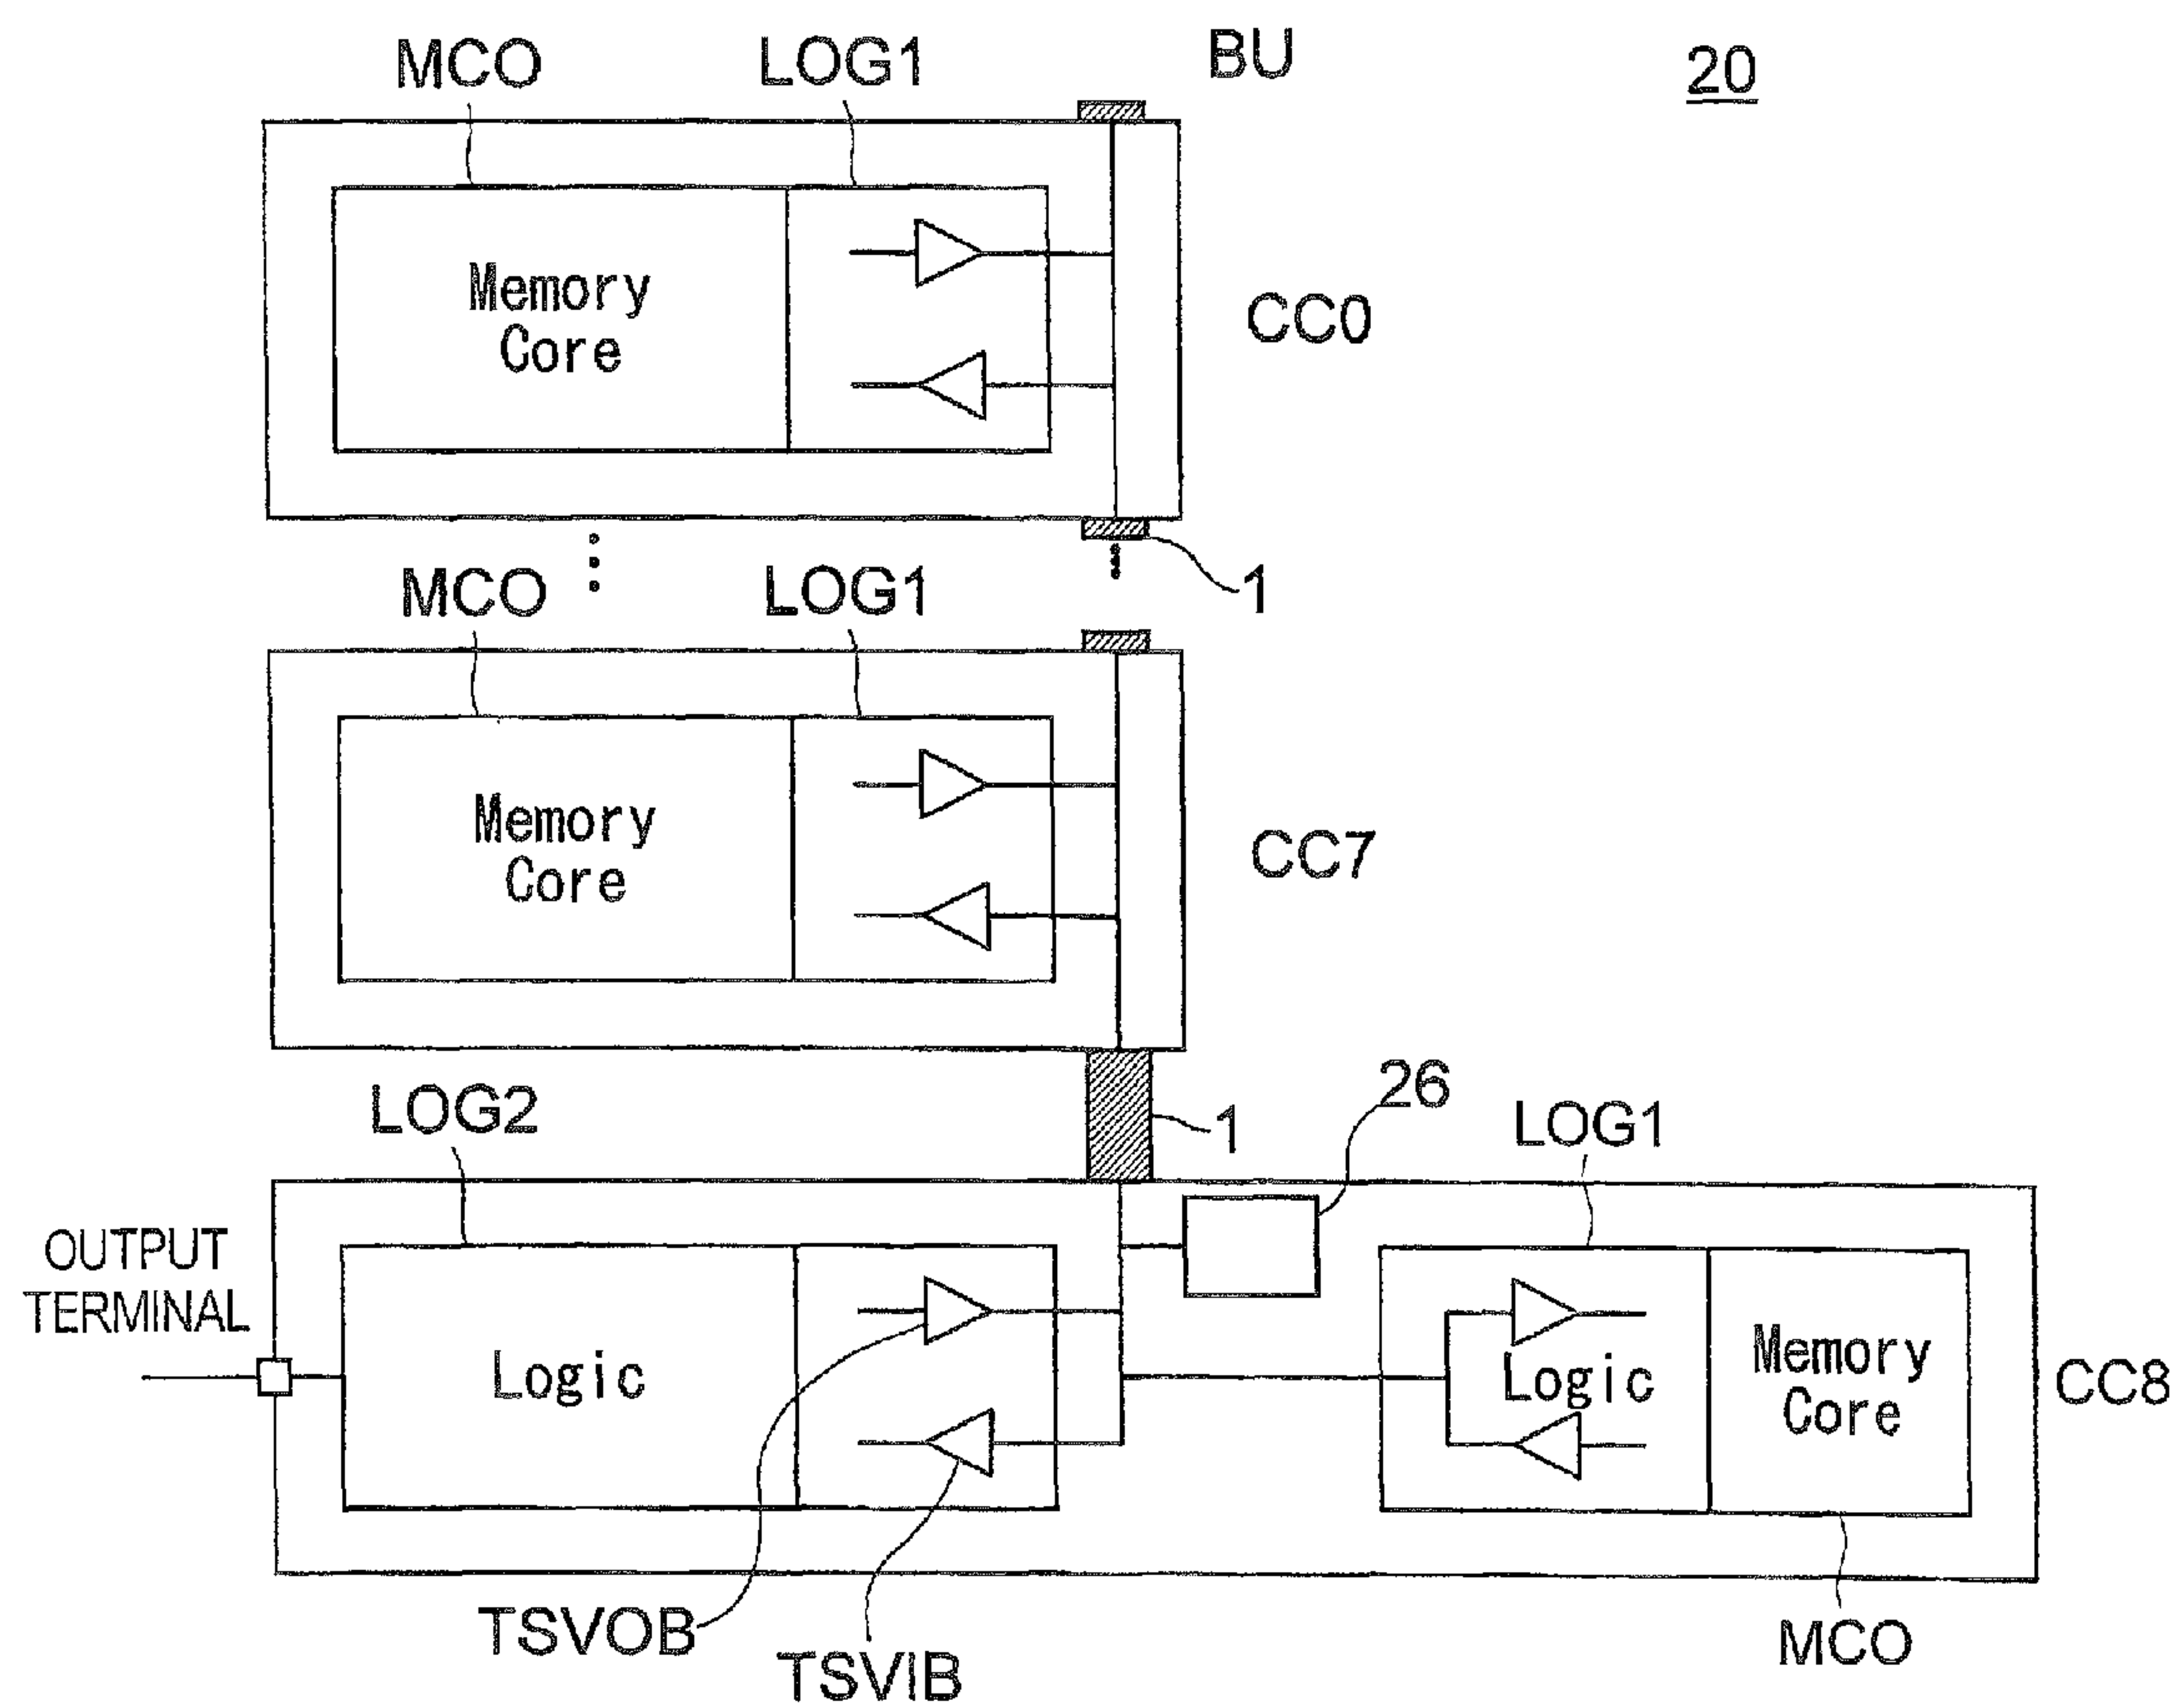 BU
20
MCO
LOG1
Memory
Core
CC0
1
MCO
LOG1
Memory
Core
CC7
1
26
LOG2
LOG1
OUTPUT
TERMINAL
Logic
Logic
Memory
Core
CC8
TSVOB
TSVIB
MCO